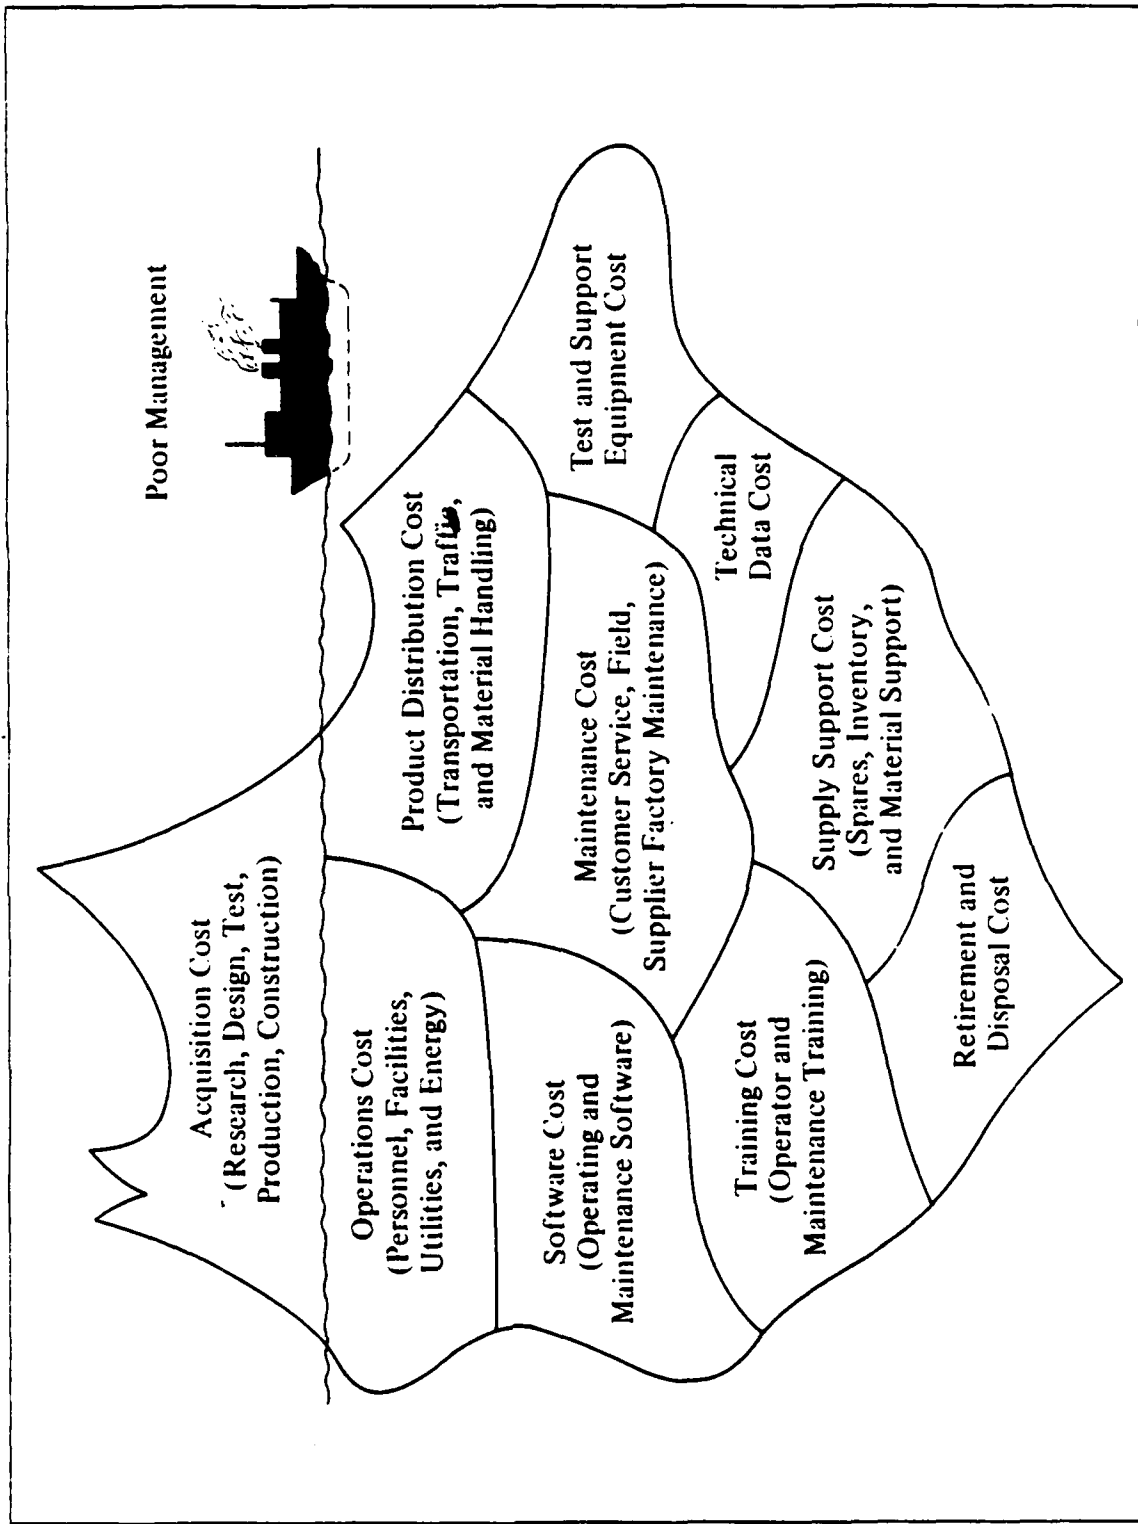 Poor Management
Acquisition Cost
(Research, Design, Test,
Production, Construction)
Operations Cost
(Personnel, Facilities,
Utilities, and Energy)
Product Distribution Cost
(Transportation, Traffic,
and Material Handling)
Software Cost
(Operating and
Maintenance Software)
Maintenance Cost
(Customer Service, Field,
Supplier Factory Maintenance)
Test and Support
Equipment Cost
Training Cost
(Operator and
Maintenance Training)
Technical
Data Cost
Supply Support Cost
(Spares, Inventory,
and Material Support)
Retirement and
Disposal Cost